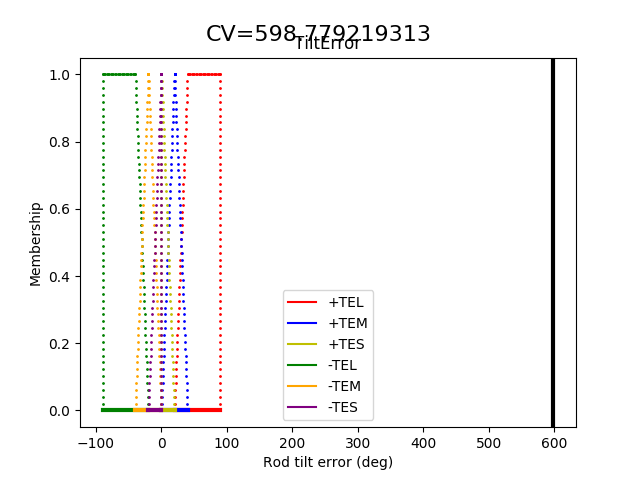 CV=598.779219313
TiltError
1.0
0.8
0.6
0.4
0.2
0.0
Membership
+TEL
+TEM
+TES
-TEL
-TEM
-TES
−100 0 100 200 300 400 500 600
Rod tilt error (deg)